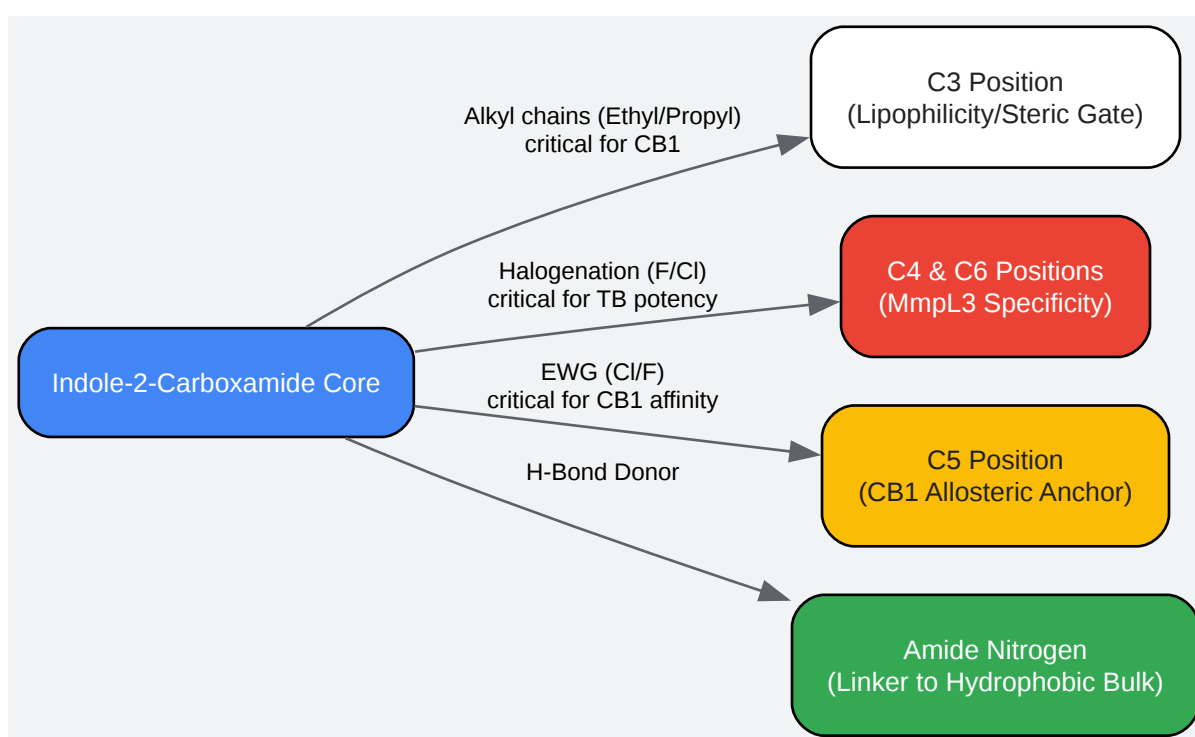 Indole-2-Carboxamide Core
Alkyl chains (Ethyl/Propyl)
critical for CB1
C3 Position
(Lipophilicity/Steric Gate)
Halogenation (F/Cl)
critical for TB potency
C4 & C6 Positions
(MmpL3 Specificity)
EWG (Cl/F)
critical for CB1 affinity
C5 Position
(CB1 Allosteric Anchor)
H-Bond Donor
Amide Nitrogen
(Linker to Hydrophobic Bulk)